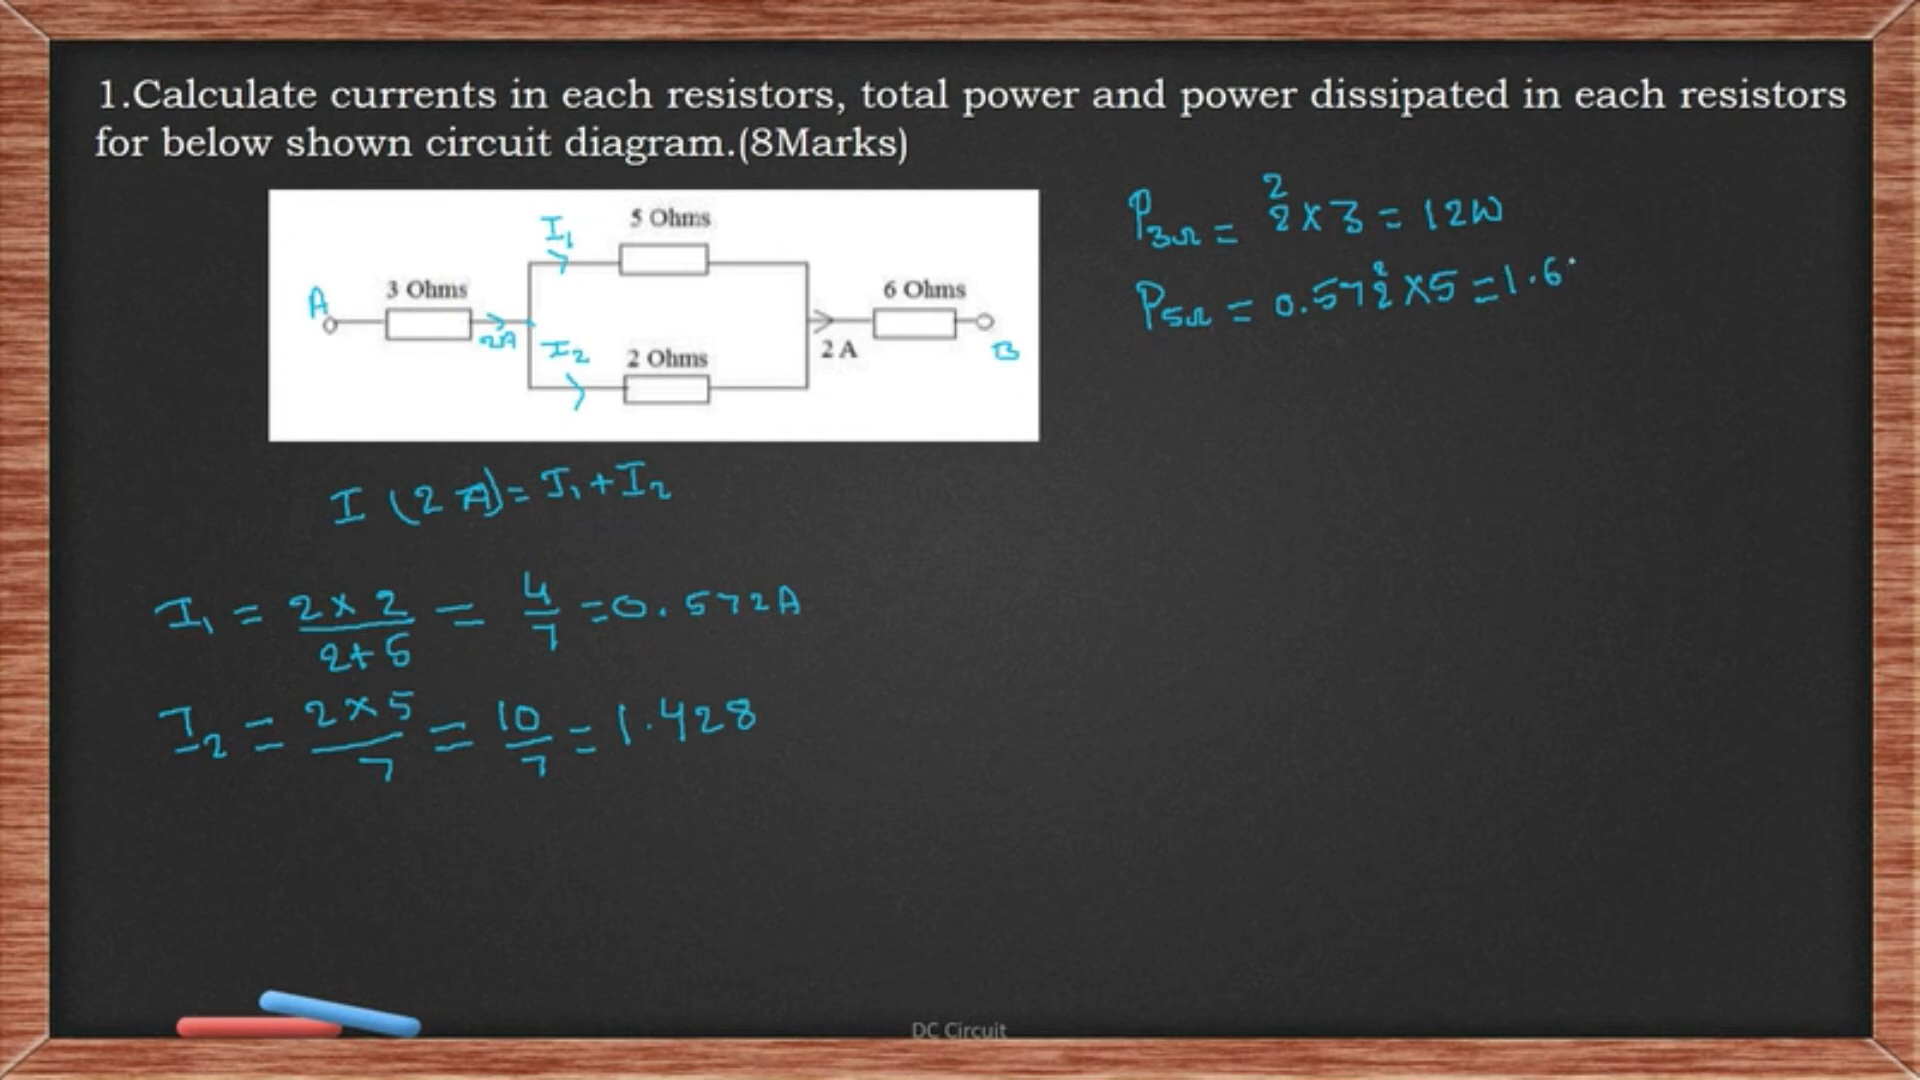 1.Calculate currents in each resistors, total power and power dissipated in each resistors
for below shown circuit diagram.(8Marks)
I₁
5 Ohms
A
3 Ohms
2A
I₂
2 Ohms
2 A
6 Ohms
B
P₃Ω = 2² × 3 = 12W
P₅Ω = 0.572² × 5 = 1.6
I (2 A) = I₁ + I₂
I₁ = 2 × 2 / 2 + 5 = 4/7 = 0.572A
I₂ = 2 × 5 / 7 = 10/7 = 1.428
DC Circuit